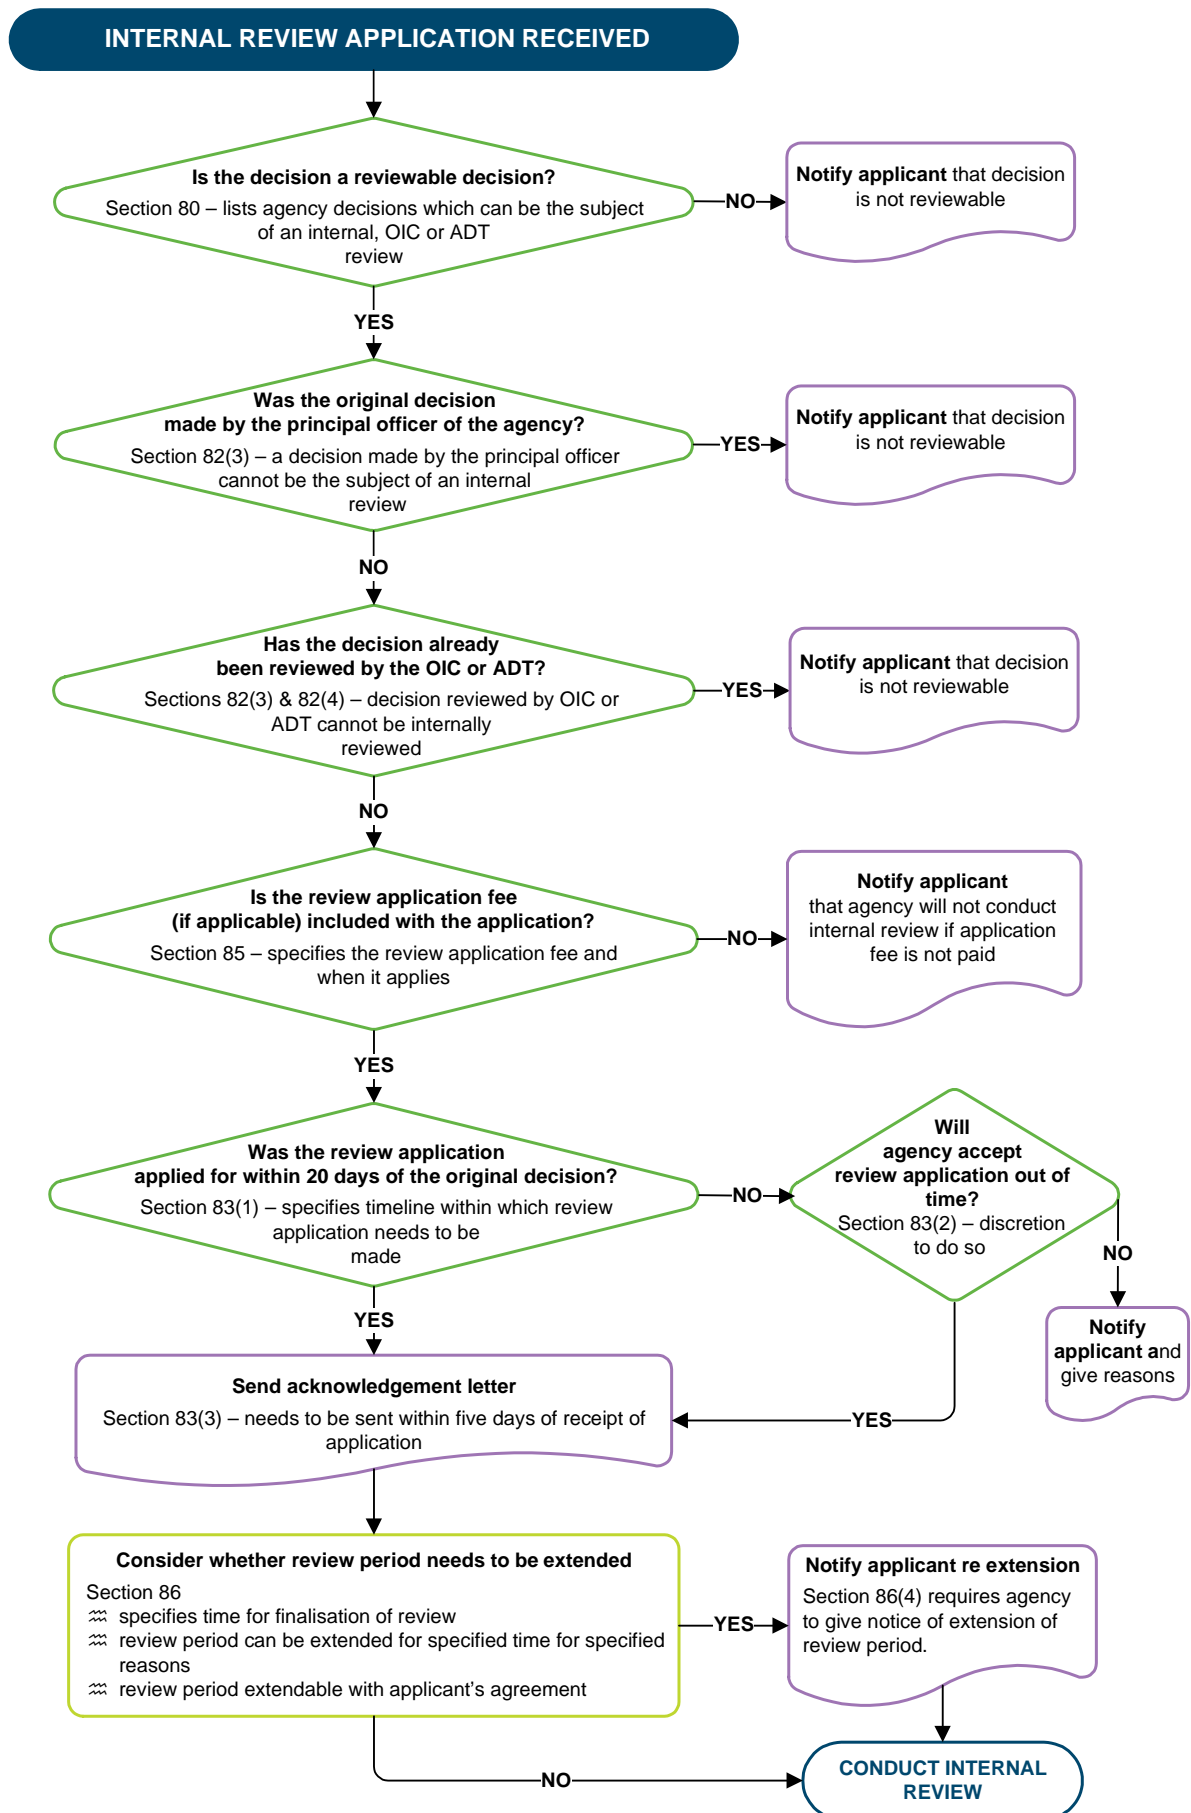 INTERNAL REVIEW APPLICATION RECEIVED
Is the decision a reviewable decision?
Section 80 – lists agency decisions which can be the subject
of an internal, OIC or ADT
review
NO
Notify applicant that decision
is not reviewable
YES
Was the original decision
made by the principal officer of the agency?
Section 82(3) – a decision made by the principal officer
cannot be the subject of an internal
review
YES
Notify applicant that decision
is not reviewable
NO
Has the decision already
been reviewed by the OIC or ADT?
Sections 82(3) & 82(4) – decision reviewed by OIC or
ADT cannot be internally
reviewed
YES
Notify applicant that decision
is not reviewable
NO
Is the review application fee
(if applicable) included with the application?
Section 85 – specifies the review application fee and
when it applies
NO
Notify applicant
that agency will not conduct
internal review if application
fee is not paid
YES
Was the review application
applied for within 20 days of the original decision?
Section 83(1) – specifies timeline within which review
application needs to be
made
NO
Will
agency accept
review application out of
time?
Section 83(2) – discretion
to do so
NO
Notify
applicant and
give reasons
YES
YES
Send acknowledgement letter
Section 83(3) – needs to be sent within five days of receipt of
application
Consider whether review period needs to be extended
Section 86
specifies time for finalisation of review
review period can be extended for specified time for specified
reasons
review period extendable with applicant’s agreement
YES
Notify applicant re extension
Section 86(4) requires agency
to give notice of extension of
review period.
NO
CONDUCT INTERNAL
REVIEW